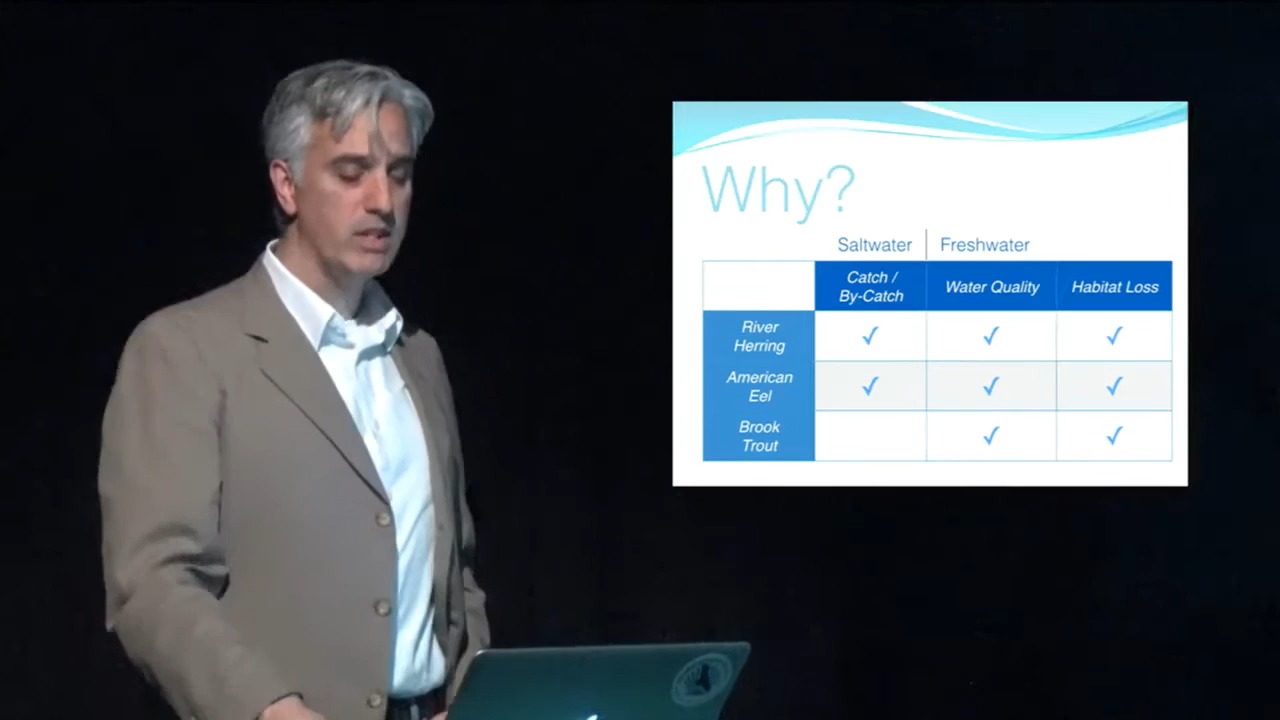 Why?
Saltwater Freshwater
Catch /
By-Catch
Water Quality
Habitat Loss
River
Herring
✓ ✓ ✓
American
Eel
✓ ✓ ✓
Brook
Trout
✓ ✓